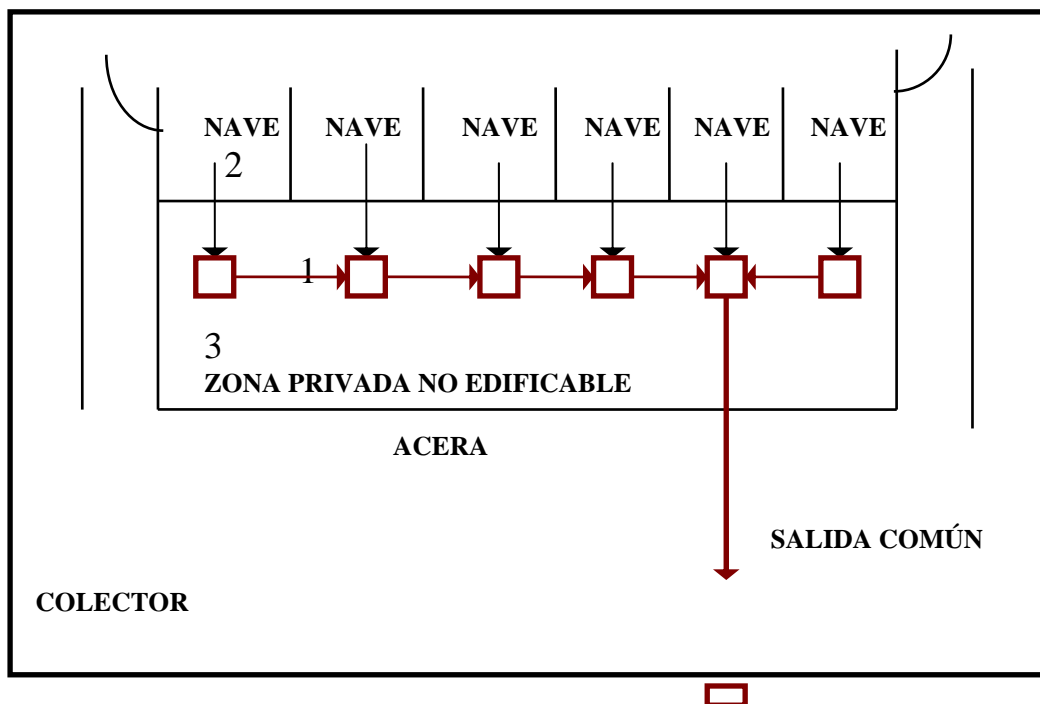 NAVE NAVE NAVE NAVE NAVE NAVE
2
1
3
ZONA PRIVADA NO EDIFICABLE
ACERA
SALIDA COMÚN
COLECTOR